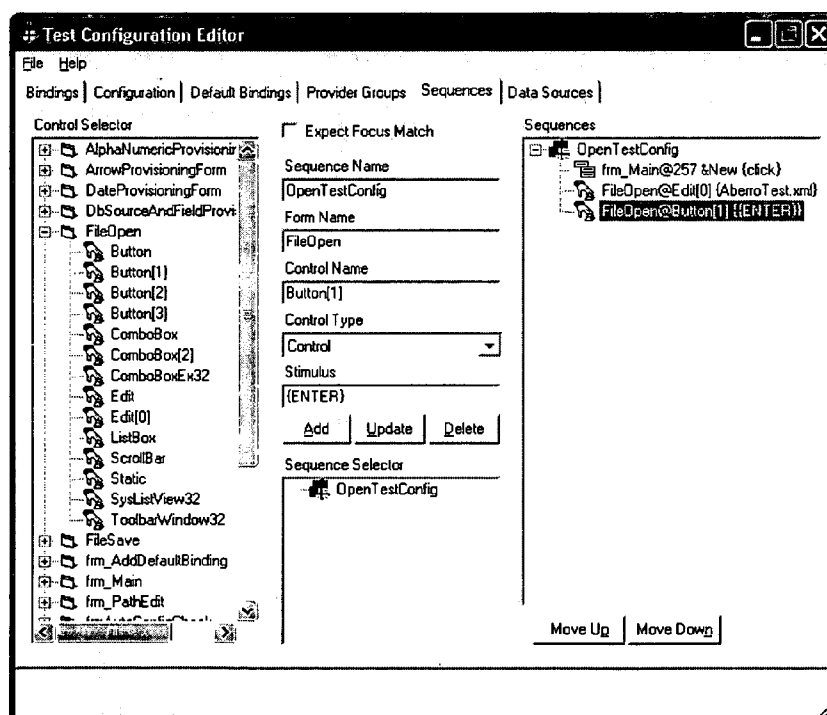 Test Configuration Editor
File Help
Bindings Configuration Default Bindings Provider Groups Sequences Data Sources
Control Selector
AlphaNumericProvisionir
ArrowProvisioningForm
DateProvisioningForm
DbSourceAndFieldProvi
FileOpen
Button
Button[1]
Button[2]
Button[3]
ComboBox
ComboBox[2]
ComboBoxEx32
Edit
Edit[0]
ListBox
ScrollBar
Static
SysListView32
ToolbarWindow32
FileSave
frm_AddDefaultBinding
frm_Main
frm_PathEdit
Expect Focus Match
Sequence Name
OpenTestConfig
Form Name
FileOpen
Control Name
Button[1]
Control Type
Control
Stimulus
{ENTER}
Add Update Delete
Sequence Selector
OpenTestConfig
Sequences
OpenTestConfig
frm_Main@257 &New {click}
FileOpen@Edit[0] {AberroTest.xml}
FileOpen@Button[1] {{ENTER}}
Move Up Move Down